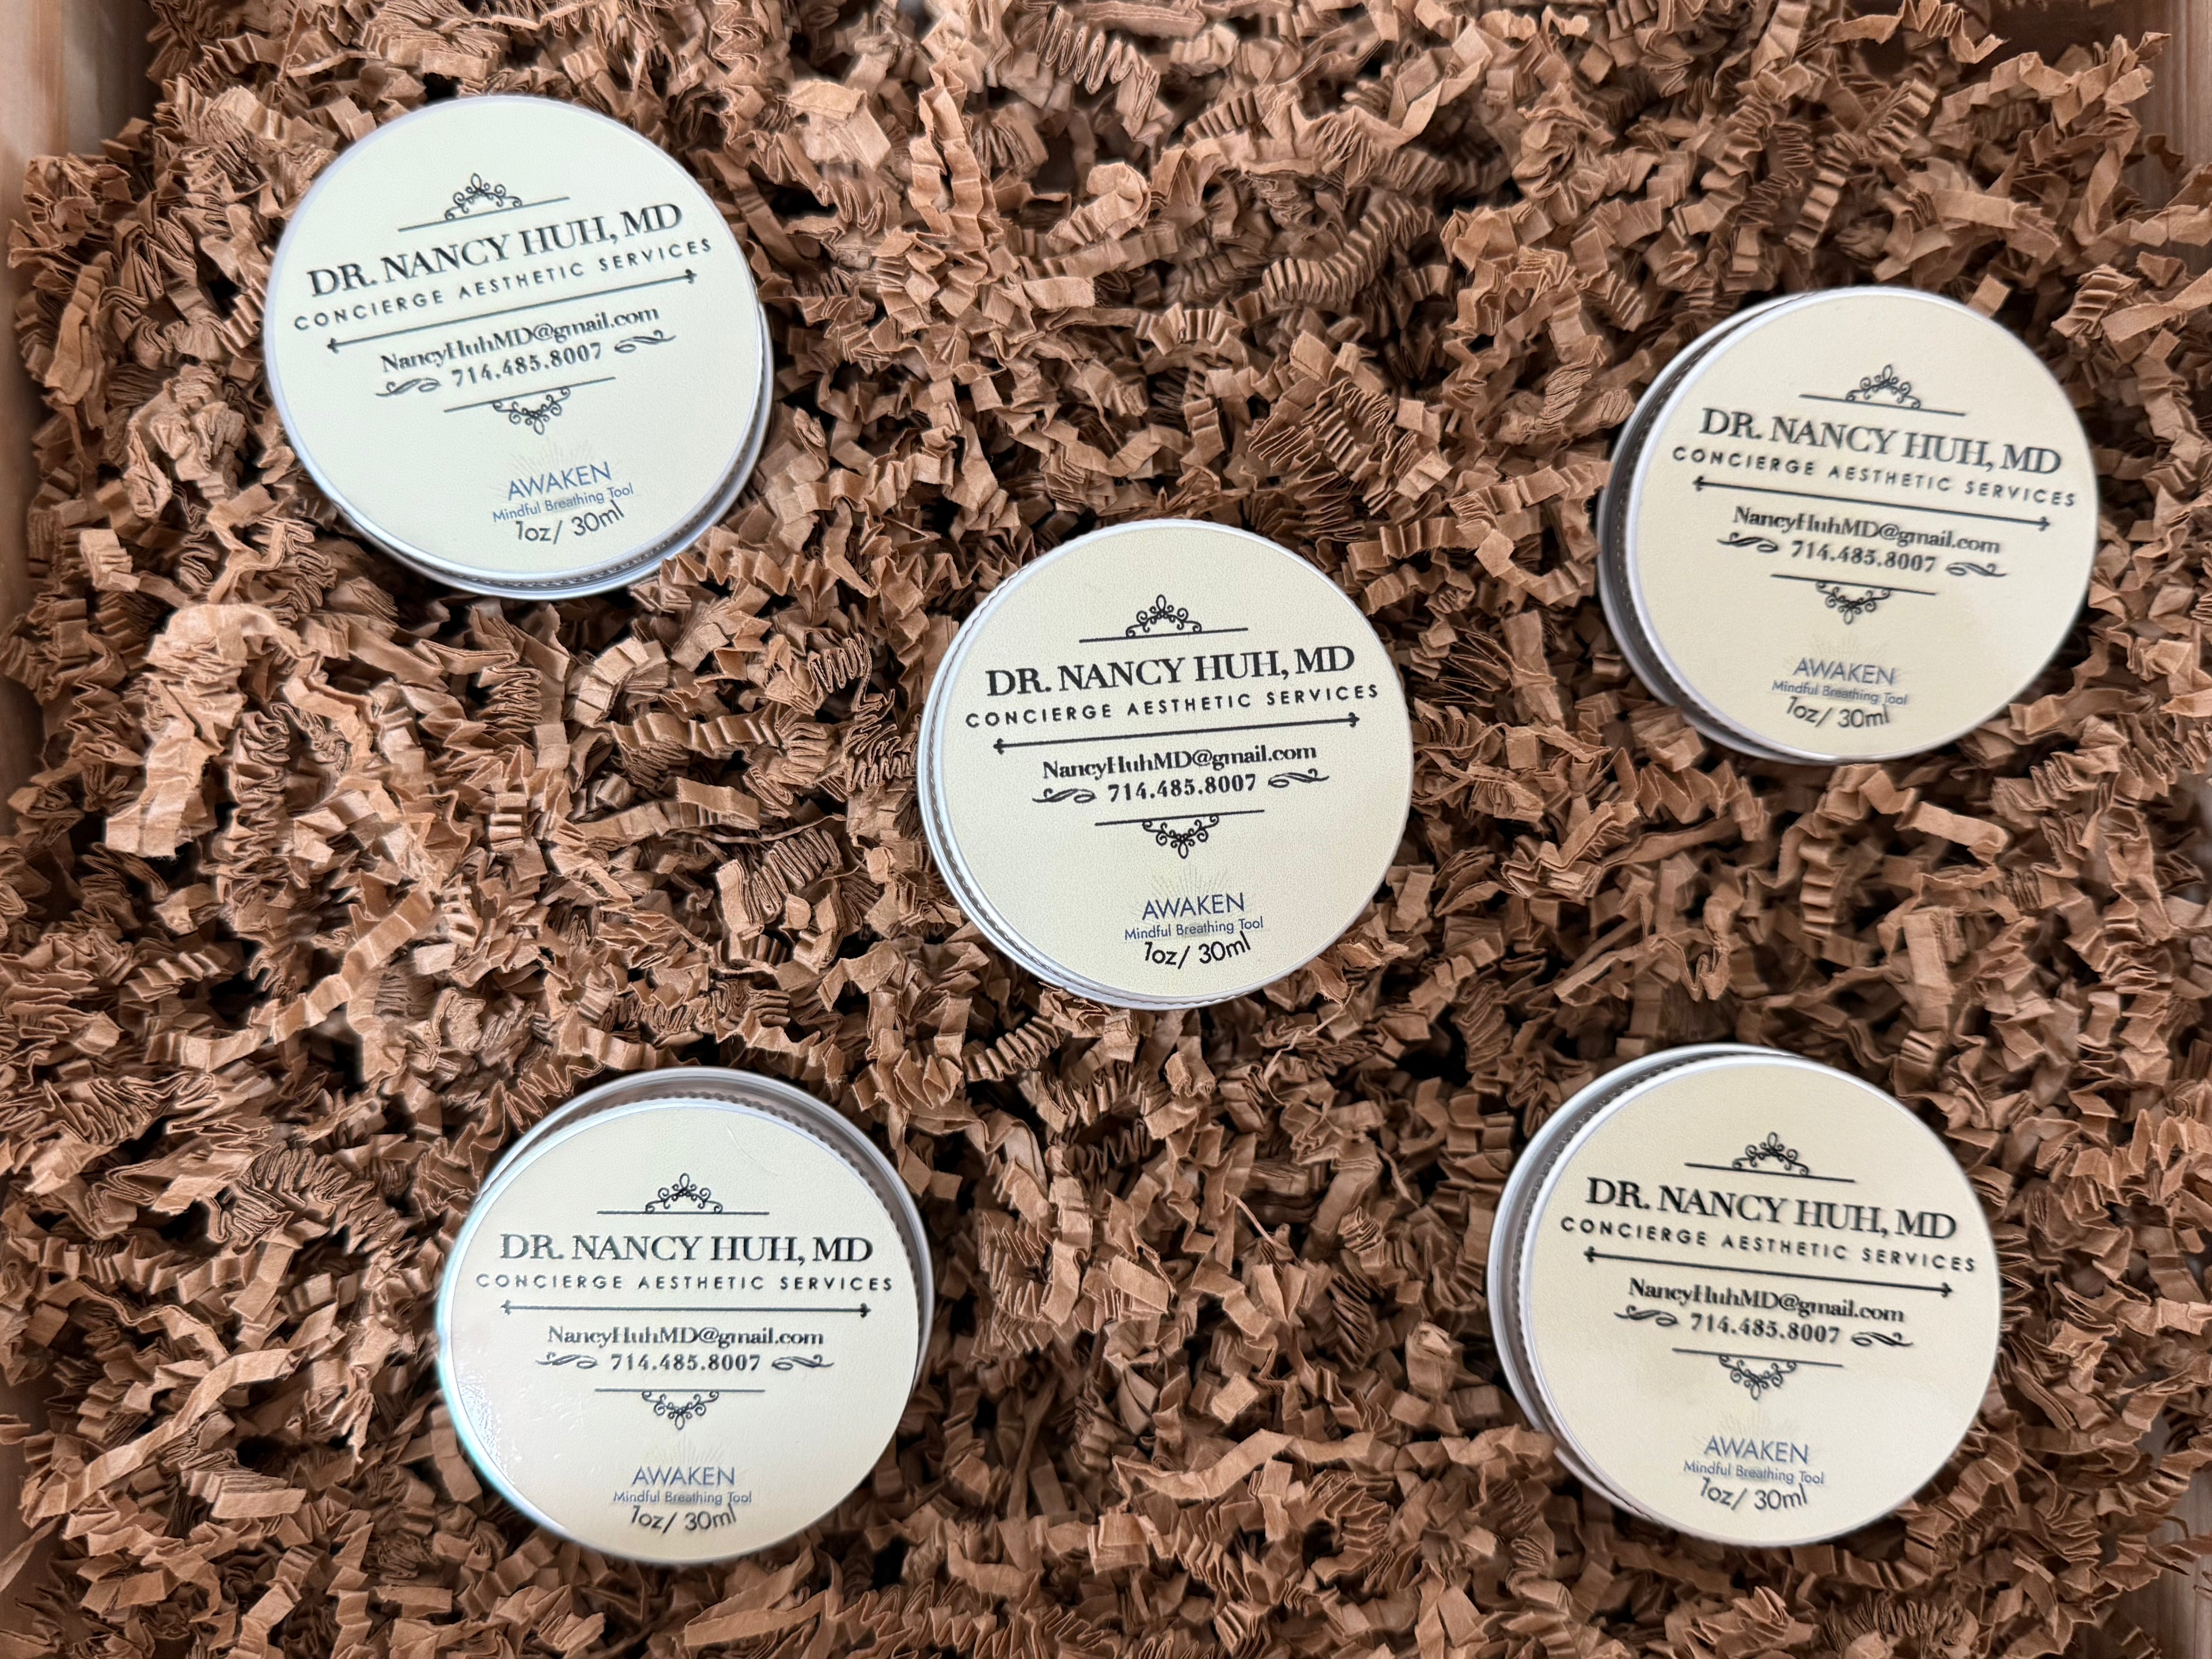 DR. NANCY HUH, MD
CONCIERGE AESTHETIC SERVICES
NancyHuhMD@gmail.com
714.485.8007
AWAKEN
Mindful Breathing Tool
1oz/ 30ml
DR. NANCY HUH, MD
CONCIERGE AESTHETIC SERVICES
NancyHuhMD@gmail.com
714.485.8007
AWAKEN
Mindful Breathing Tool
1oz/ 30ml
DR. NANCY HUH, MD
CONCIERGE AESTHETIC SERVICES
NancyHuhMD@gmail.com
714.485.8007
AWAKEN
Mindful Breathing Tool
1oz/ 30ml
DR. NANCY HUH, MD
CONCIERGE AESTHETIC SERVICES
NancyHuhMD@gmail.com
714.485.8007
AWAKEN
Mindful Breathing Tool
1oz/ 30ml
DR. NANCY HUH, MD
CONCIERGE AESTHETIC SERVICES
NancyHuhMD@gmail.com
714.485.8007
AWAKEN
Mindful Breathing Tool
1oz/ 30ml